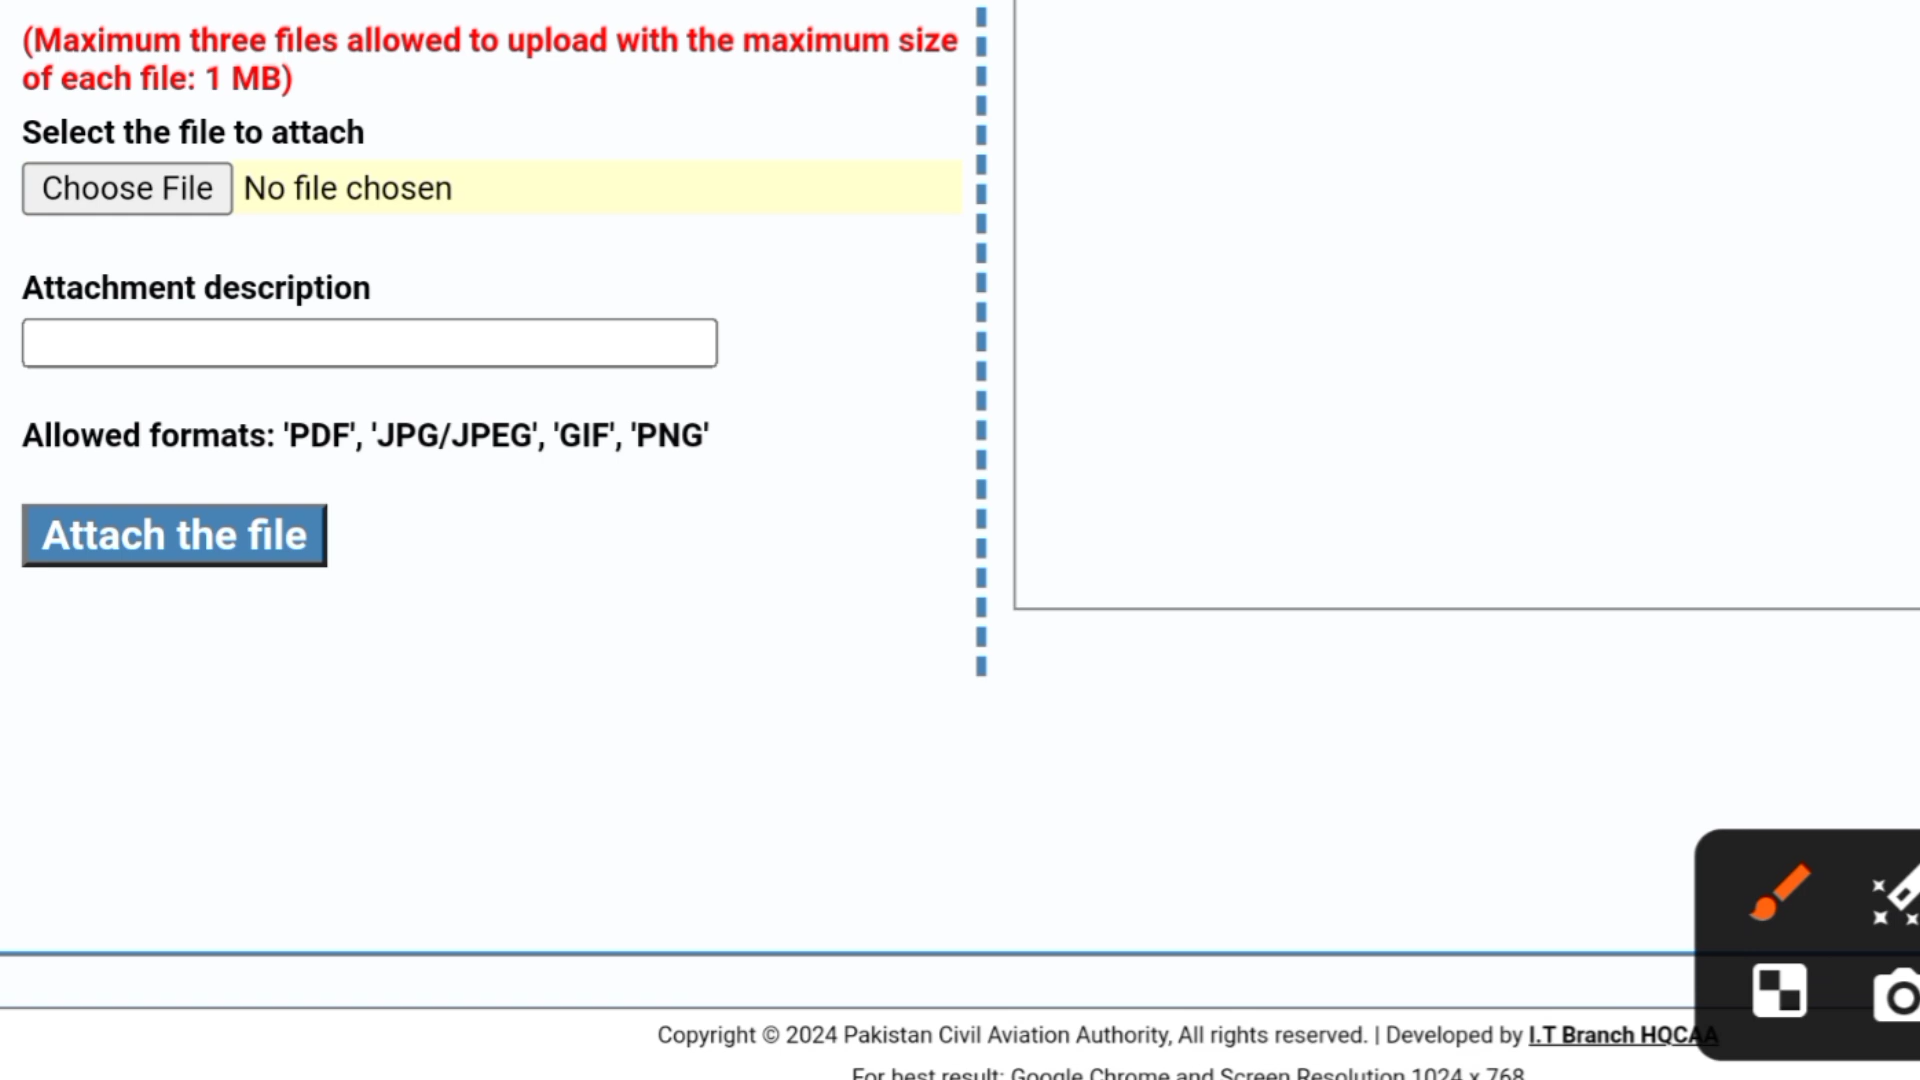 (Maximum three files allowed to upload with the maximum size
of each file: 1 MB)
Select the file to attach
Choose File No file chosen
Attachment description
Allowed formats: 'PDF', 'JPG/JPEG', 'GIF', 'PNG'
Attach the file
Copyright © 2024 Pakistan Civil Aviation Authority, All rights reserved. | Developed by I.T Branch HQCAA
For best result: Google Chrome and Screen Resolution 1024 x 768